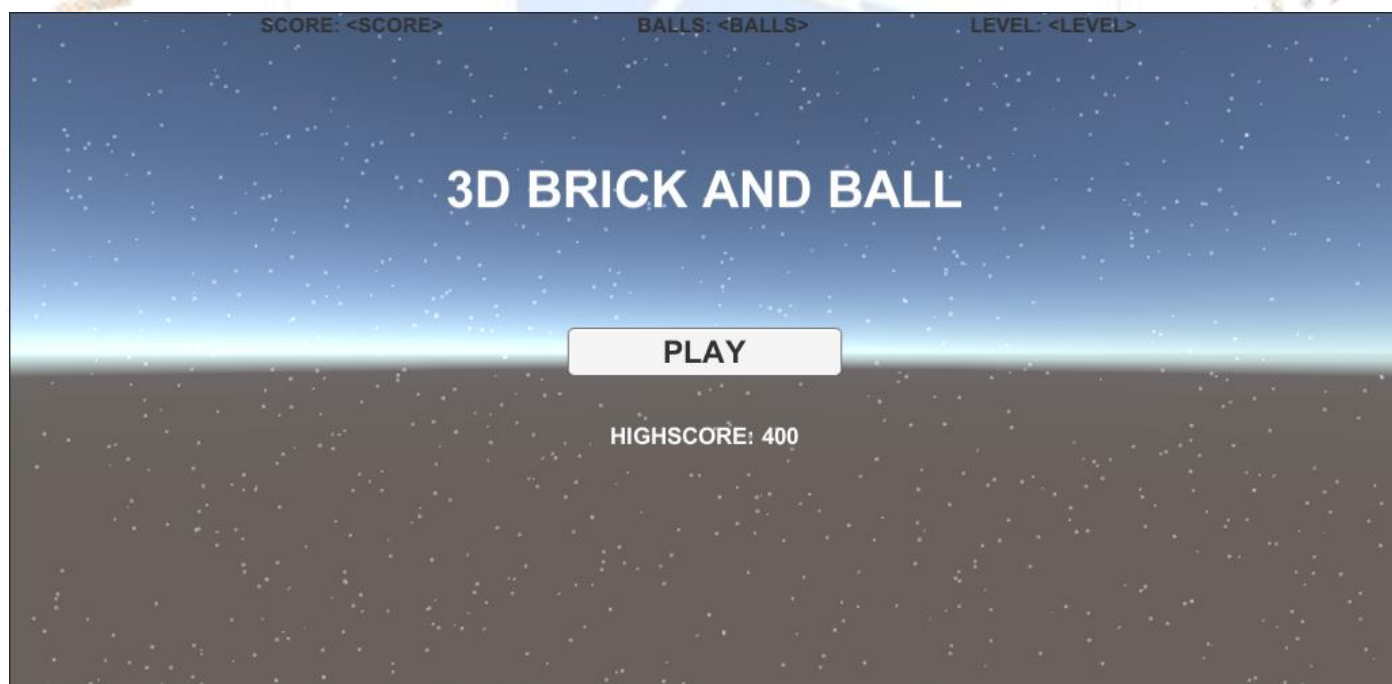 SCORE: <SCORE> BALLS: <BALLS> LEVEL: <LEVEL>
3D BRICK AND BALL
PLAY
HIGHSCORE: 400